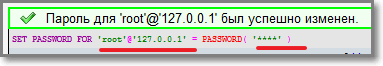 Пароль для 'root'@'127.0.0.1' был успешно изменен.
SET PASSWORD FOR 'root'@'127.0.0.1' = PASSWORD( '****' )